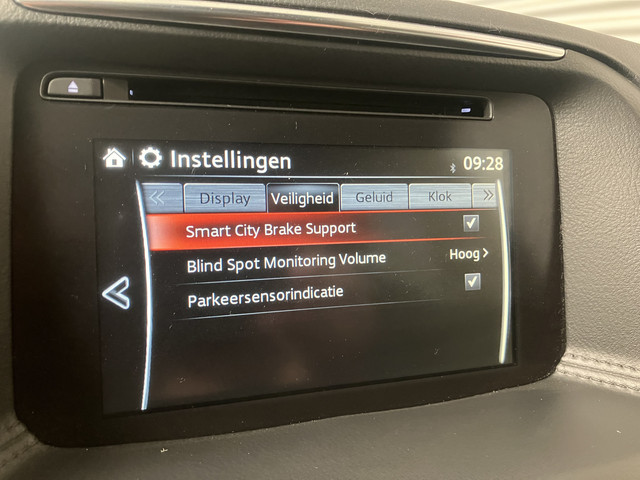 Instellingen 09:28
Display Veiligheid Geluid Klok
Smart City Brake Support
Blind Spot Monitoring Volume Hoog
Parkeersensorindicatie